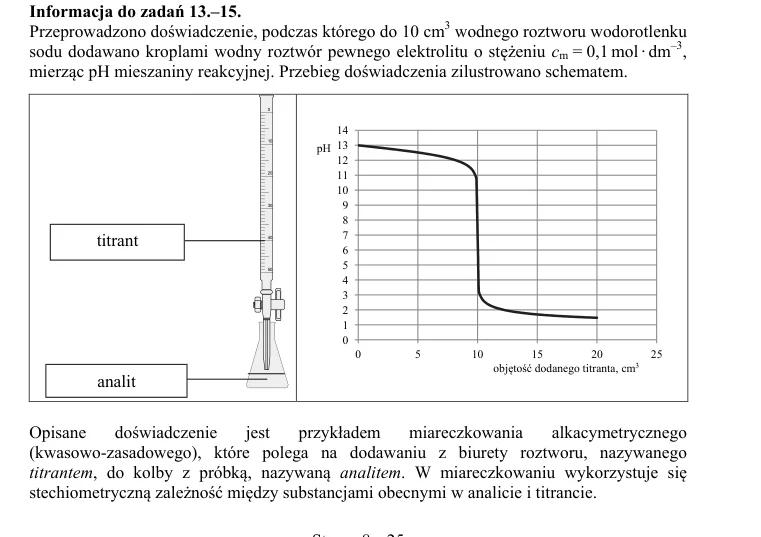 Informacja do zadań 13.–15.
Przeprowadzono doświadczenie, podczas którego do 10 cm³ wodnego roztworu wodorotlenku
sodu dodawano kroplami wodny roztwór pewnego elektrolitu o stężeniu cₘ = 0,1 mol · dm⁻³,
mierząc pH mieszaniny reakcyjnej. Przebieg doświadczenia zilustrowano schematem.
titrant
analit
pH
14
13
12
11
10
9
8
7
6
5
4
3
2
1
0
0 5 10 15 20 25
objętość dodanego titranta, cm³
Opisane doświadczenie jest przykładem miareczkowania alkacymetrycznego
(kwasowo-zasadowego), które polega na dodawaniu z biurety roztworu, nazywanego
titrantem, do kolby z próbką, nazywaną analitem. W miareczkowaniu wykorzystuje się
stechiometryczną zależność między substancjami obecnymi w analicie i titrancie.